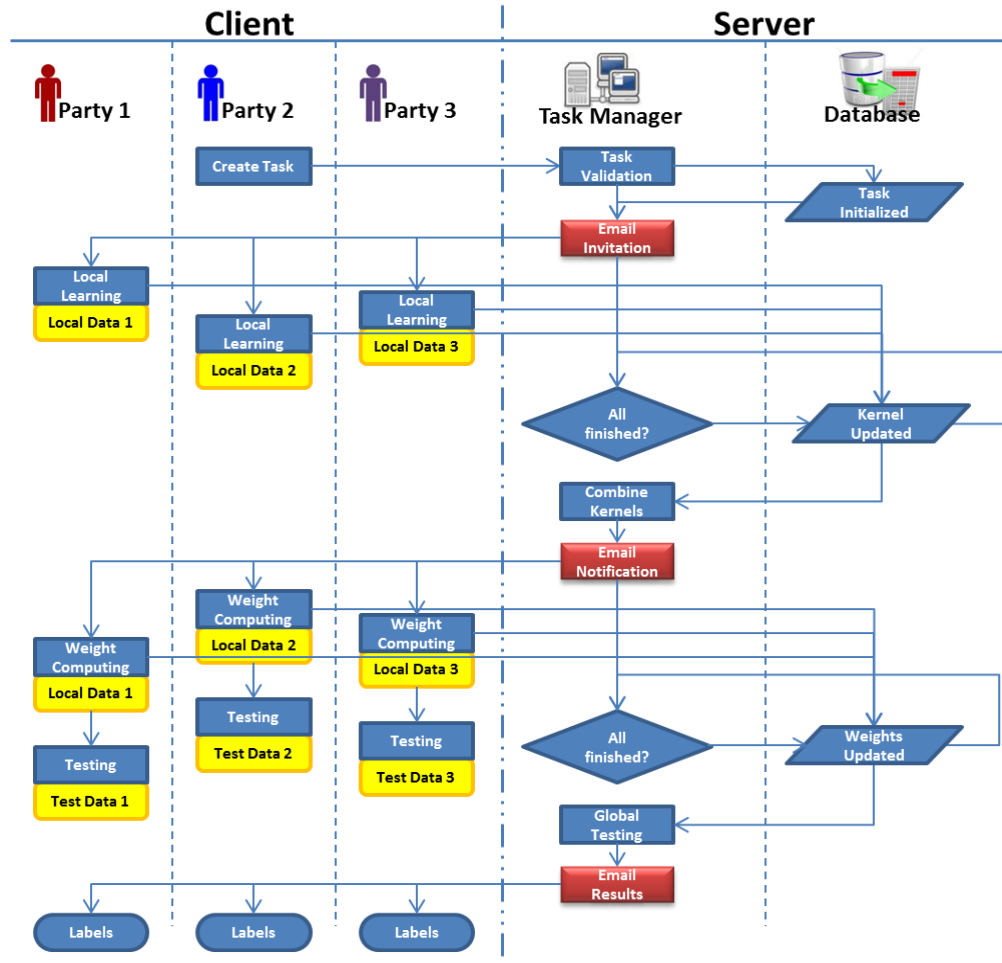 Client
Server
Party 1
Party 2
Party 3
Task Manager
Database
Create Task
Task
Validation
Task
Initialized
Email
Invitation
Local
Learning
Local Data 1
Local
Learning
Local Data 2
Local
Learning
Local Data 3
All
finished?
Kernel
Updated
Combine
Kernels
Email
Notification
Weight
Computing
Local Data 1
Weight
Computing
Local Data 2
Weight
Computing
Local Data 3
Testing
Test Data 1
Testing
Test Data 2
Testing
Test Data 3
All
finished?
Weights
Updated
Global
Testing
Email
Results
Labels
Labels
Labels